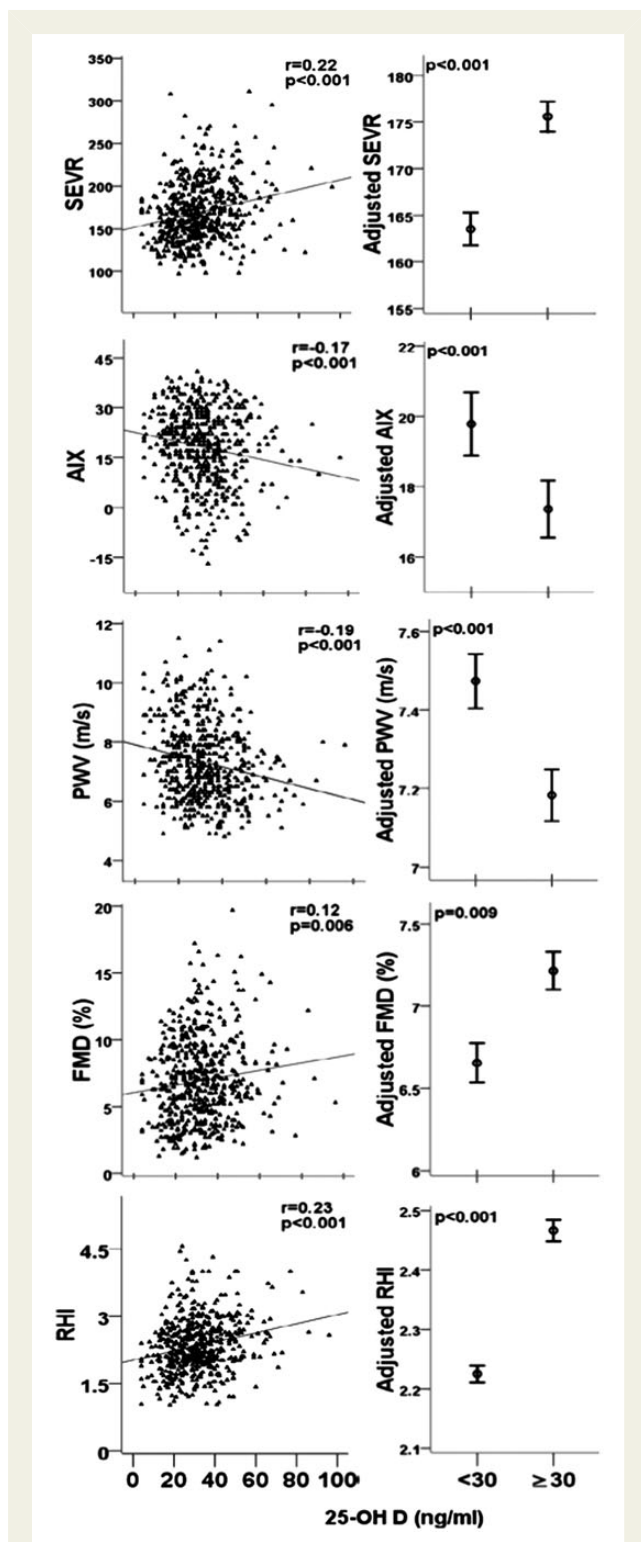 r=0.22
p<0.001
350
300
250
200
150
100
SEVR
p<0.001
180
175
170
165
160
155
Adjusted SEVR
r=-0.17
p<0.001
45
30
15
0
-15
AIX
p<0.001
22
20
18
16
Adjusted AIX
r=-0.19
p<0.001
12
10
8
6
4
PWV (m/s)
p<0.001
7.6
7.4
7.2
7
Adjusted PWV (m/s)
r=0.12
p=0.006
20
15
10
5
0
FMD (%)
p=0.009
7.5
7
6.5
6
Adjusted FMD (%)
r=0.23
p<0.001
4.5
3
1.5
0
RHI
p<0.001
2.5
2.4
2.3
2.2
2.1
Adjusted RHI
0 20 40 60 80 100
<30 ≥30
25-OH D (ng/ml)